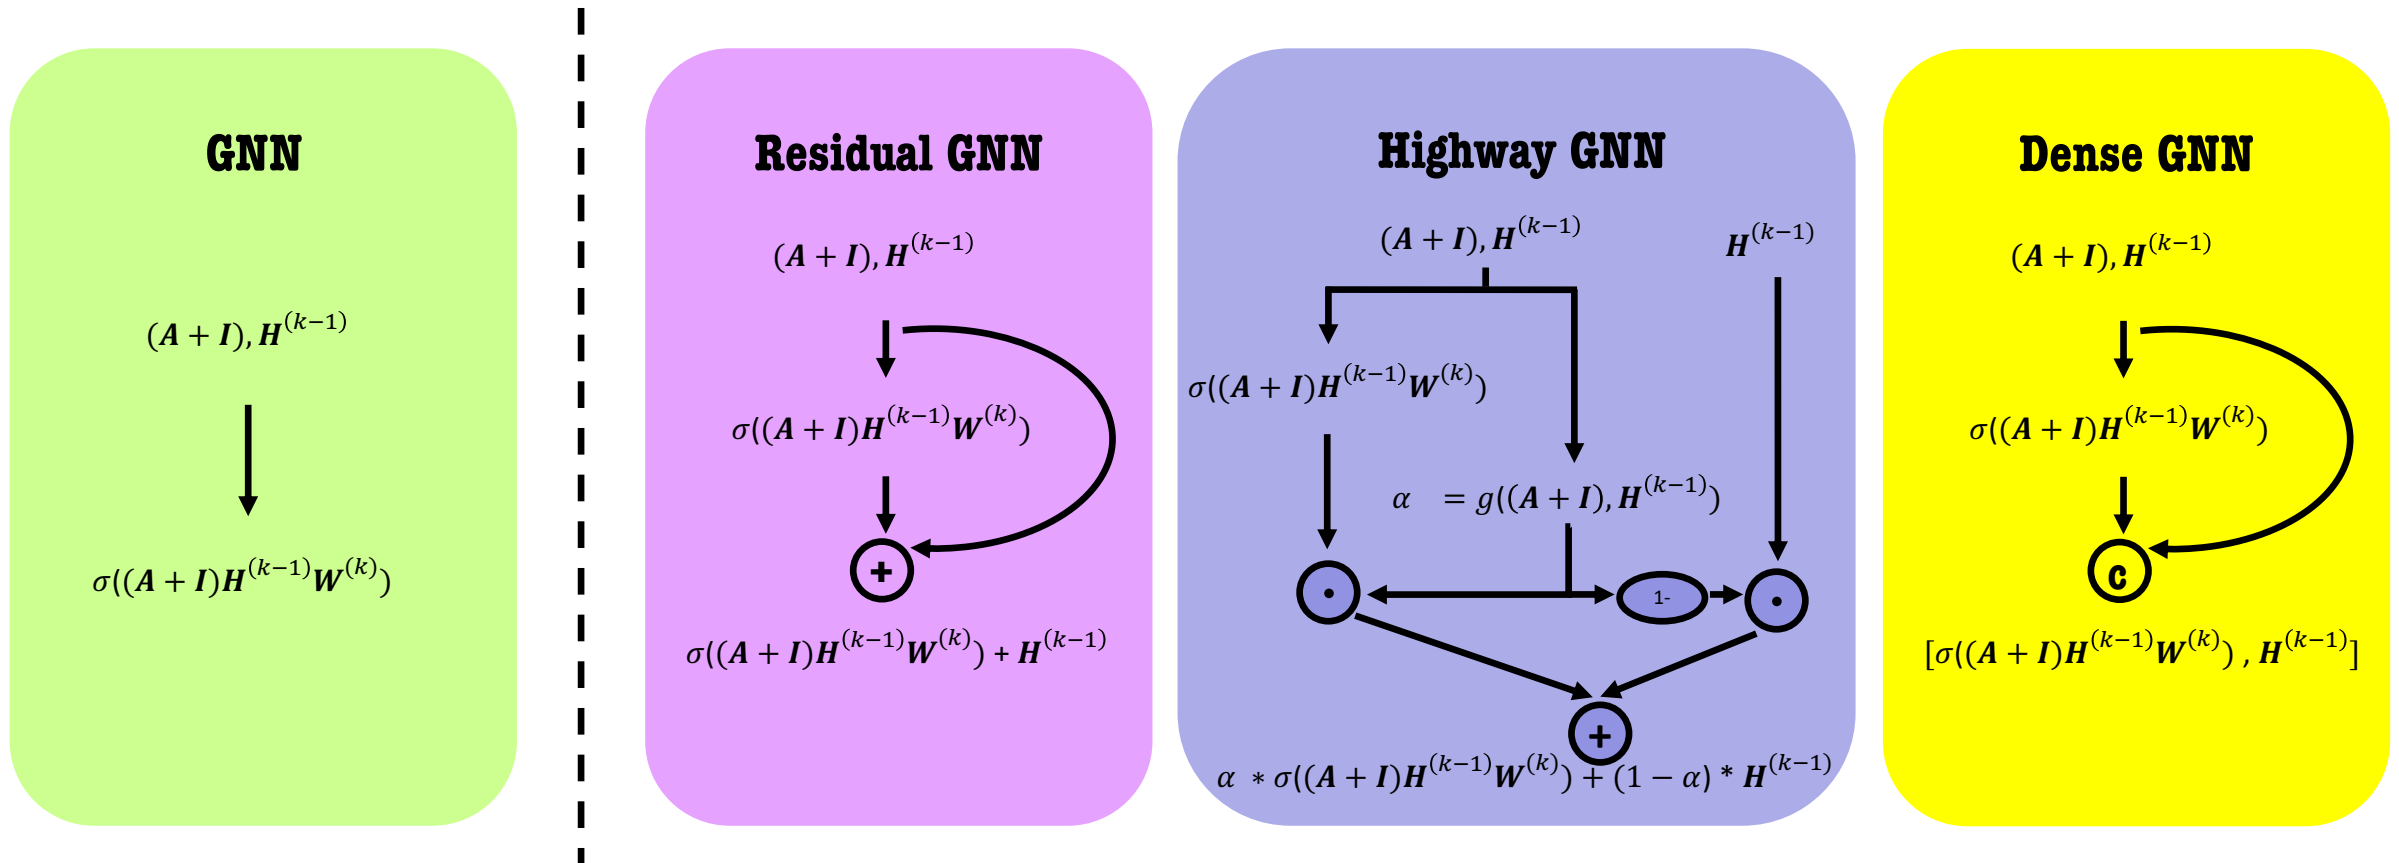 GNN
(A + I), H^(k−1)
σ((A + I)H^(k−1)W^(k))
Residual GNN
(A + I), H^(k−1)
σ((A + I)H^(k−1)W^(k))
+
σ((A + I)H^(k−1)W^(k)) + H^(k−1)
Highway GNN
(A + I), H^(k−1)
H^(k−1)
σ((A + I)H^(k−1)W^(k))
α = g((A + I), H^(k−1))
•
1-
•
+
α * σ((A + I)H^(k−1)W^(k)) + (1 − α) * H^(k−1)
Dense GNN
(A + I), H^(k−1)
σ((A + I)H^(k−1)W^(k))
C
[σ((A + I)H^(k−1)W^(k)) , H^(k−1)]